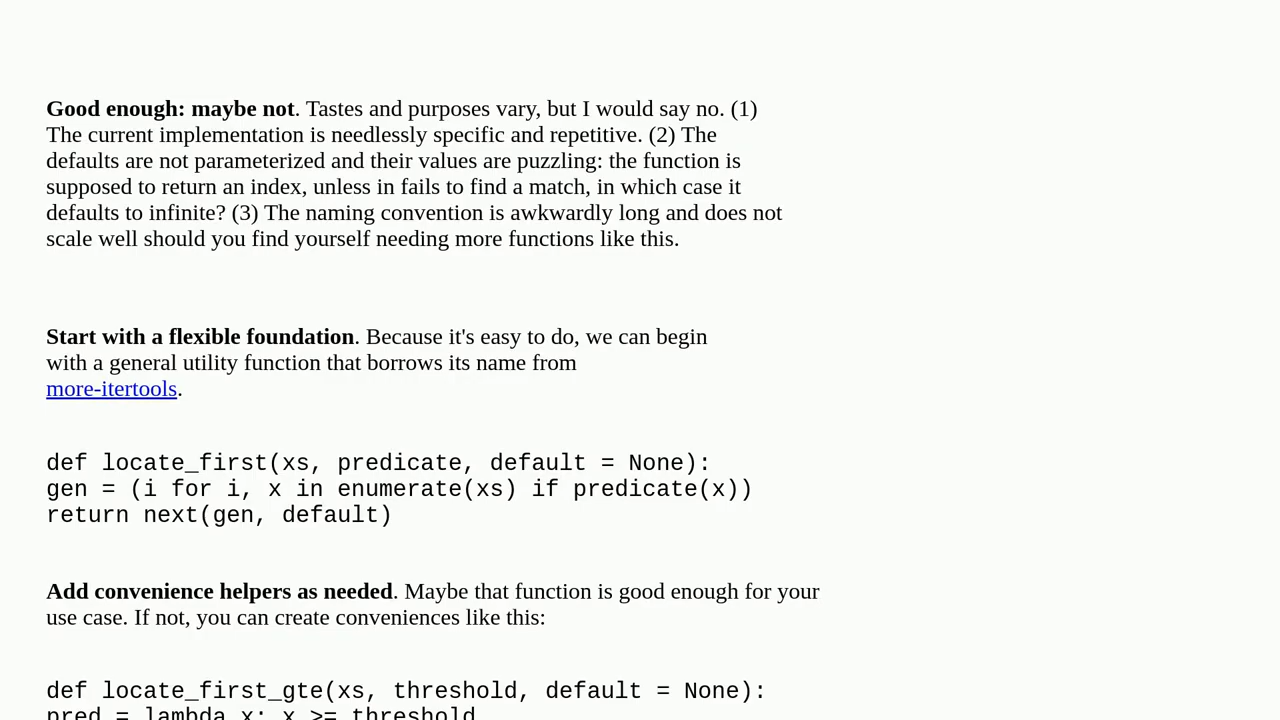 Good enough: maybe not. Tastes and purposes vary, but I would say no. (1)
The current implementation is needlessly specific and repetitive. (2) The
defaults are not parameterized and their values are puzzling: the function is
supposed to return an index, unless in fails to find a match, in which case it
defaults to infinite? (3) The naming convention is awkwardly long and does not
scale well should you find yourself needing more functions like this.
Start with a flexible foundation. Because it's easy to do, we can begin
with a general utility function that borrows its name from
more-itertools.
def locate_first(xs, predicate, default = None):
gen = (i for i, x in enumerate(xs) if predicate(x))
return next(gen, default)
Add convenience helpers as needed. Maybe that function is good enough for your
use case. If not, you can create conveniences like this:
def locate_first_gte(xs, threshold, default = None):
pred = lambda x: x >= threshold